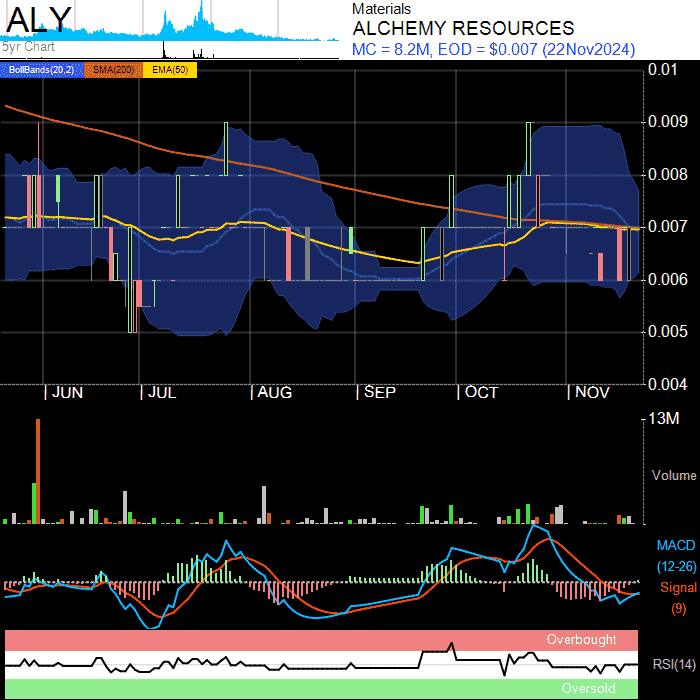 ALY
5yr Chart
Materials
ALCHEMY RESOURCES
MC = 8.2M, EOD = $0.007 (22Nov2024)
BollBands(20,2) SMA(200) EMA(50)
0.01
0.009
0.008
0.007
0.006
0.005
0.004
JUN JUL AUG SEP OCT NOV
13M
Volume
MACD
(12-26)
Signal
(9)
Overbought
RSI(14)
Oversold